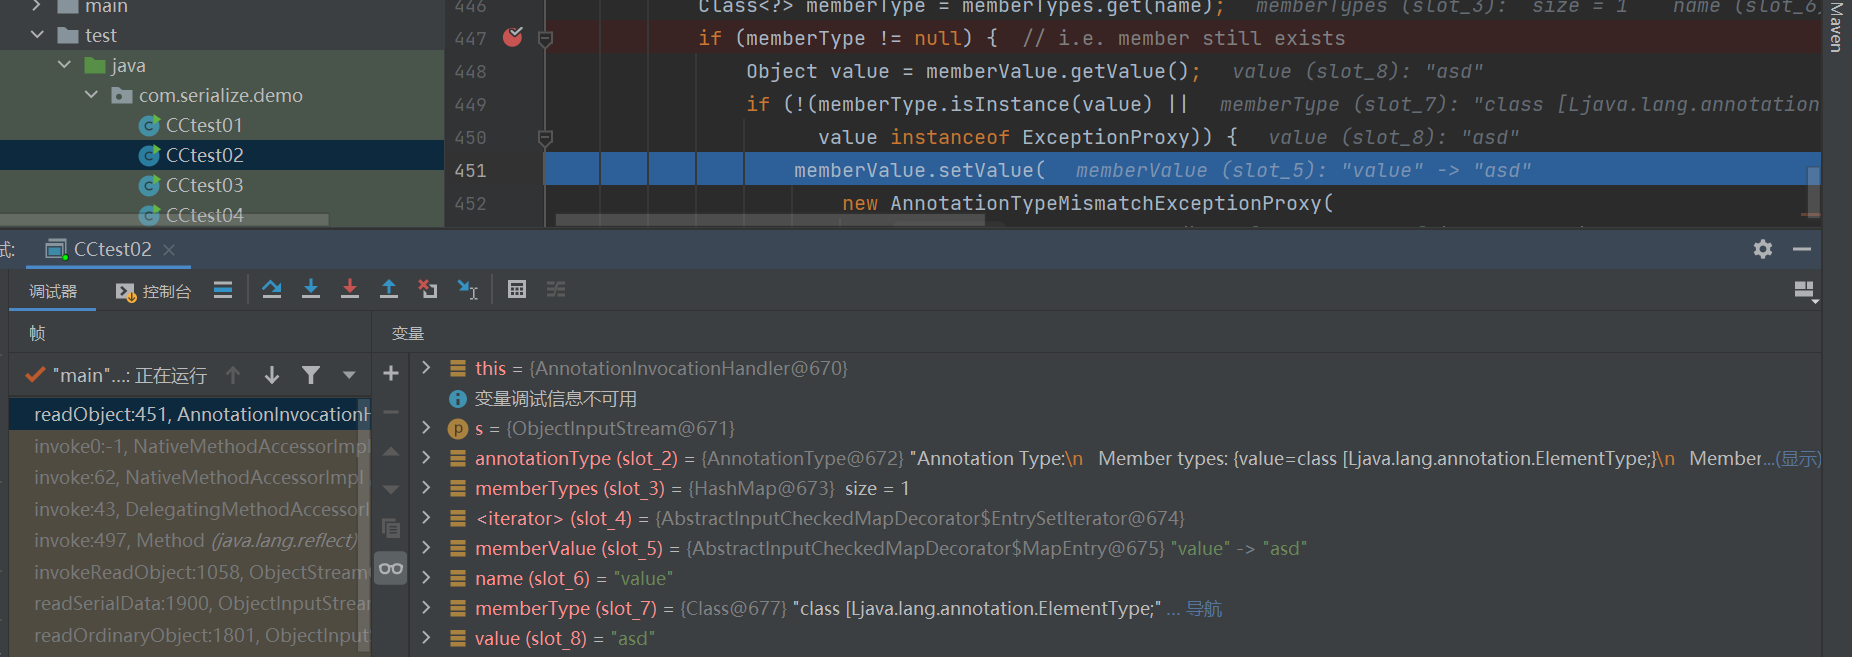 main
test
java
com.serialize.demo
CCtest01
CCtest02
CCtest03
CCtest04
446 Class<?> memberType = memberTypes.get(name); memberTypes (slot_3): size = 1 name (slot_6)
447 if (memberType != null) { // i.e. member still exists
448 Object value = memberValue.getValue(); value (slot_8): "asd"
449 if (!(memberType.isInstance(value) || memberType (slot_7): "class [Ljava.lang.annotation
450 value instanceof ExceptionProxy)) { value (slot_8): "asd"
451 memberValue.setValue( memberValue (slot_5): "value" -> "asd"
452 new AnnotationTypeMismatchExceptionProxy(
Maven
试: CCtest02
调试器 控制台
帧 变量
"main"...: 正在运行
readObject:451, AnnotationInvocationH
invoke0:-1, NativeMethodAccessorImpl
invoke:62, NativeMethodAccessorImpl
invoke:43, DelegatingMethodAccessorI
invoke:497, Method (java.lang.reflect)
invokeReadObject:1058, ObjectStream
readSerialData:1900, ObjectInputStrea
readOrdinaryObject:1801, ObjectInput
this = {AnnotationInvocationHandler@670}
变量调试信息不可用
p s = {ObjectInputStream@671}
annotationType (slot_2) = {AnnotationType@672} "Annotation Type:\n Member types: {value=class [Ljava.lang.annotation.ElementType;}\n Member...(显示)
memberTypes (slot_3) = {HashMap@673} size = 1
<iterator> (slot_4) = {AbstractInputCheckedMapDecorator$EntrySetIterator@674}
memberValue (slot_5) = {AbstractInputCheckedMapDecorator$MapEntry@675} "value" -> "asd"
name (slot_6) = "value"
memberType (slot_7) = {Class@677} "class [Ljava.lang.annotation.ElementType;" ... 导航
value (slot_8) = "asd"